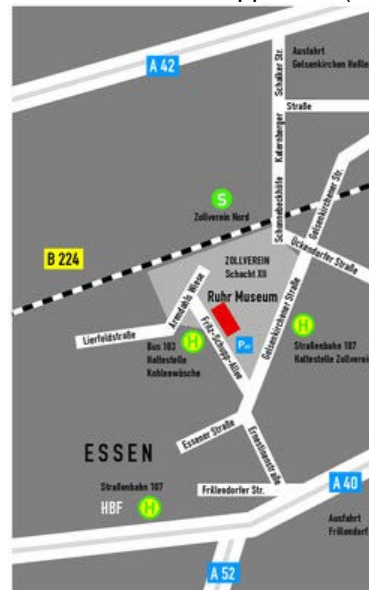 A 42
Ausfahrt
Gelsenkirchen Heßle
Schalker Str.
Straße
Katernberger
Gelsenkirchener Str.
S
Zollverein Nord
Schonnebeckhöfe
Ückendorfer Straße
B 224
ZOLLVEREIN
Schacht XII
Arendahls Wiese
Ruhr Museum
Lierfeldstraße
H
Bus 183
Haltestelle
Kohlenwäsche
Fritz-Schupp-Allee
Gelsenkirchener Straße
H
Straßenbahn 107
Haltestelle Zollverein
Essener Straße
Ernestinenstraße
ESSEN
Straßenbahn 107
HBF
H
Frillendorfer Str.
A 40
Ausfahrt
Frillendorf
A 52